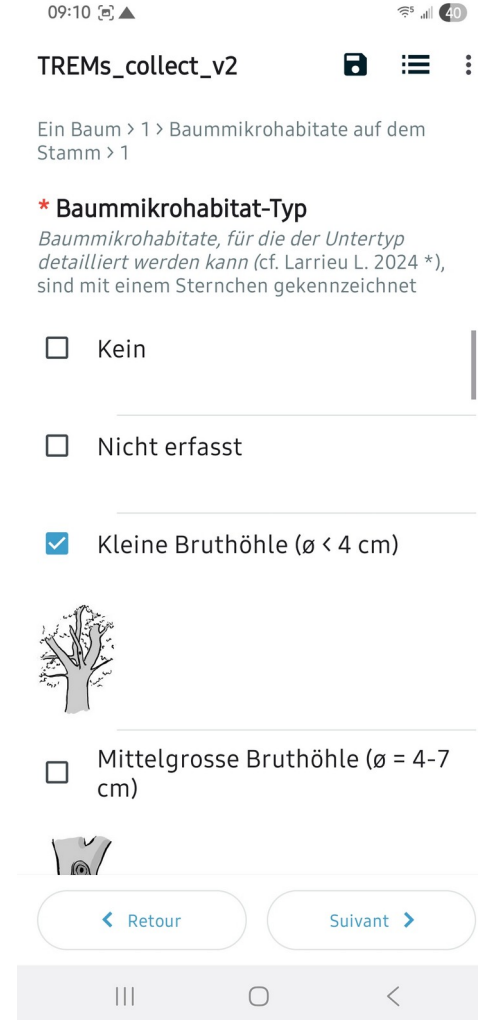 09:10
40
TREMs_collect_v2
Ein Baum > 1 > Baummikrohabitate auf dem
Stamm > 1
* Baummikrohabitat-Typ
Baummikrohabitate, für die der Untertyp
detailliert werden kann (cf. Larrieu L. 2024 *),
sind mit einem Sternchen gekennzeichnet
Kein
Nicht erfasst
Kleine Bruthöhle (ø < 4 cm)
Mittelgrosse Bruthöhle (ø = 4-7
cm)
Retour
Suivant